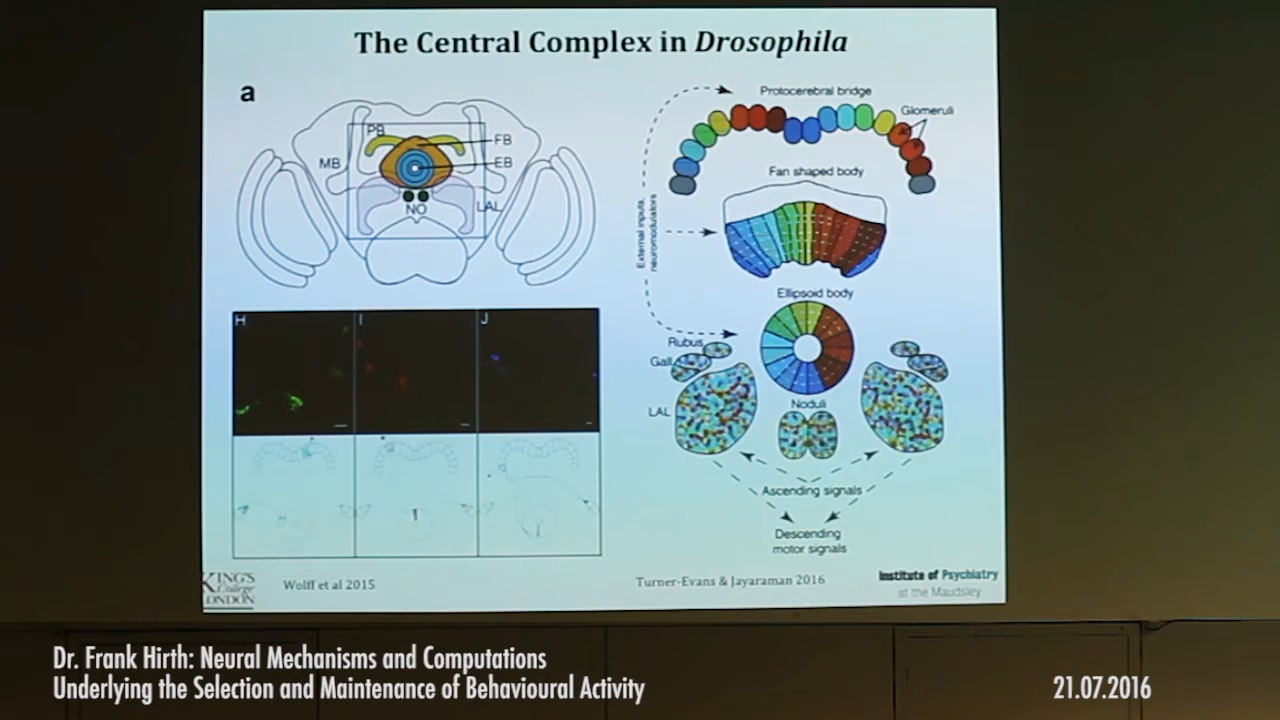 The Central Complex in Drosophila
a
PB
FB
MB
EB
NO
LAL
H
I
J
Wolff et al 2015
KING'S
College
LONDON
Protocerebral bridge
Glomeruli
Fan shaped body
External inputs,
neuromodulators
Ellipsoid body
Rubus
Gall
LAL
Noduli
Ascending signals
Descending
motor signals
Turner-Evans & Jayaraman 2016
Institute of Psychiatry
at the Maudsley
Dr. Frank Hirth: Neural Mechanisms and Computations
Underlying the Selection and Maintenance of Behavioural Activity
21.07.2016